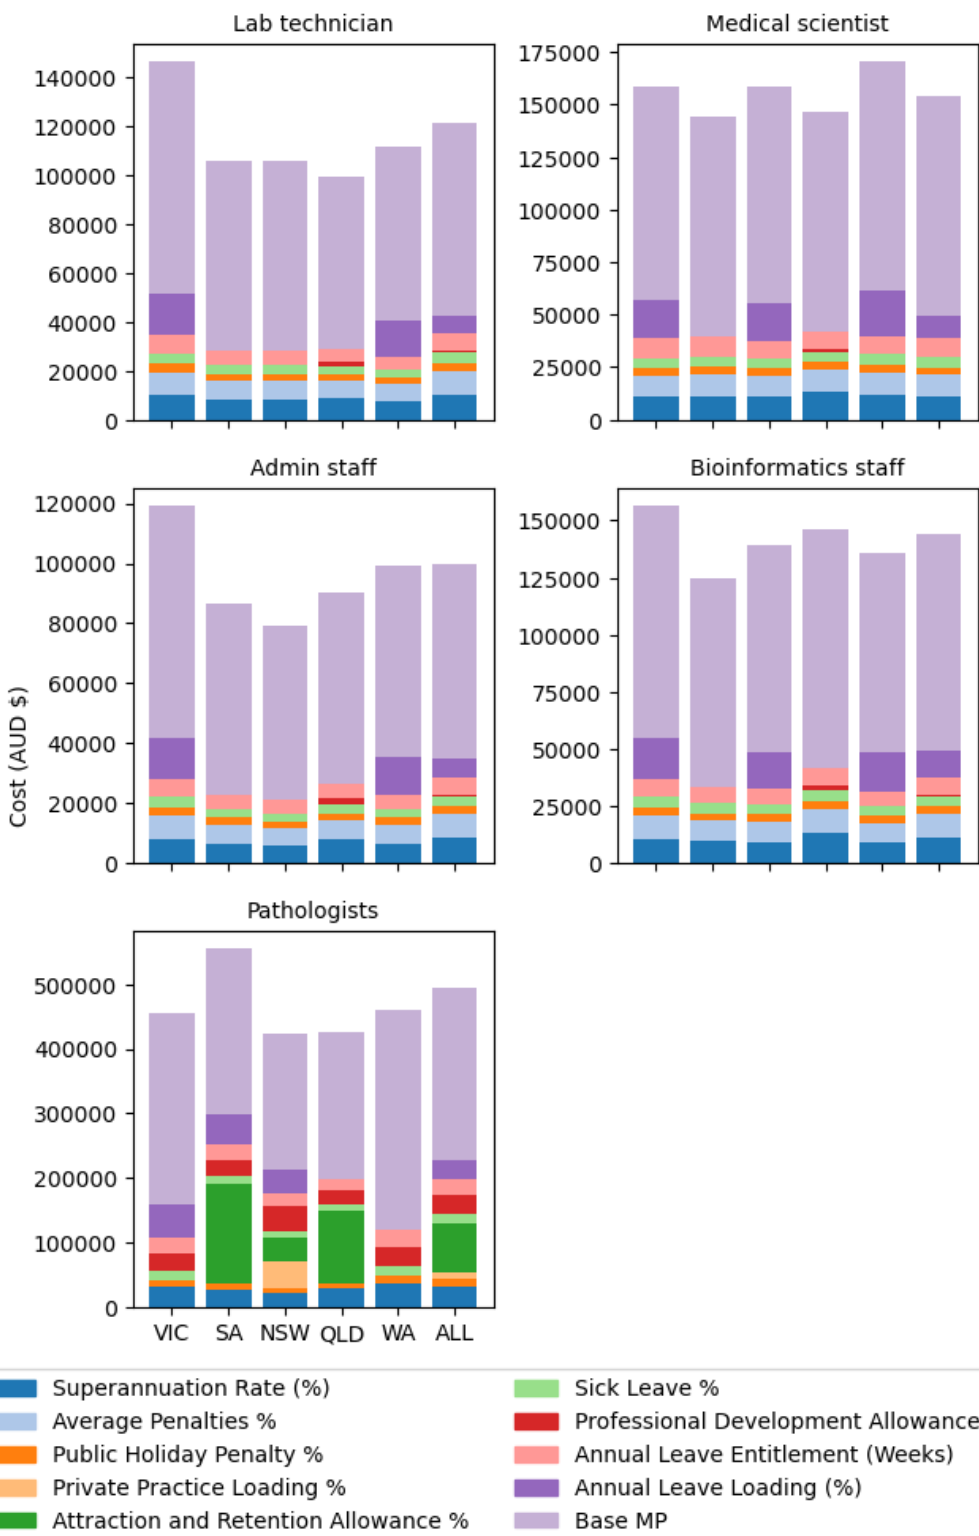 Lab technician
140000
120000
100000
80000
60000
40000
20000
0
Medical scientist
175000
150000
125000
100000
75000
50000
25000
0
Admin staff
120000
100000
80000
60000
40000
20000
0
Cost (AUD $)
Bioinformatics staff
150000
125000
100000
75000
50000
25000
0
Pathologists
500000
400000
300000
200000
100000
0
VIC SA NSW QLD WA ALL
Superannuation Rate (%)
Average Penalties %
Public Holiday Penalty %
Private Practice Loading %
Attraction and Retention Allowance %
Sick Leave %
Professional Development Allowance
Annual Leave Entitlement (Weeks)
Annual Leave Loading (%)
Base MP